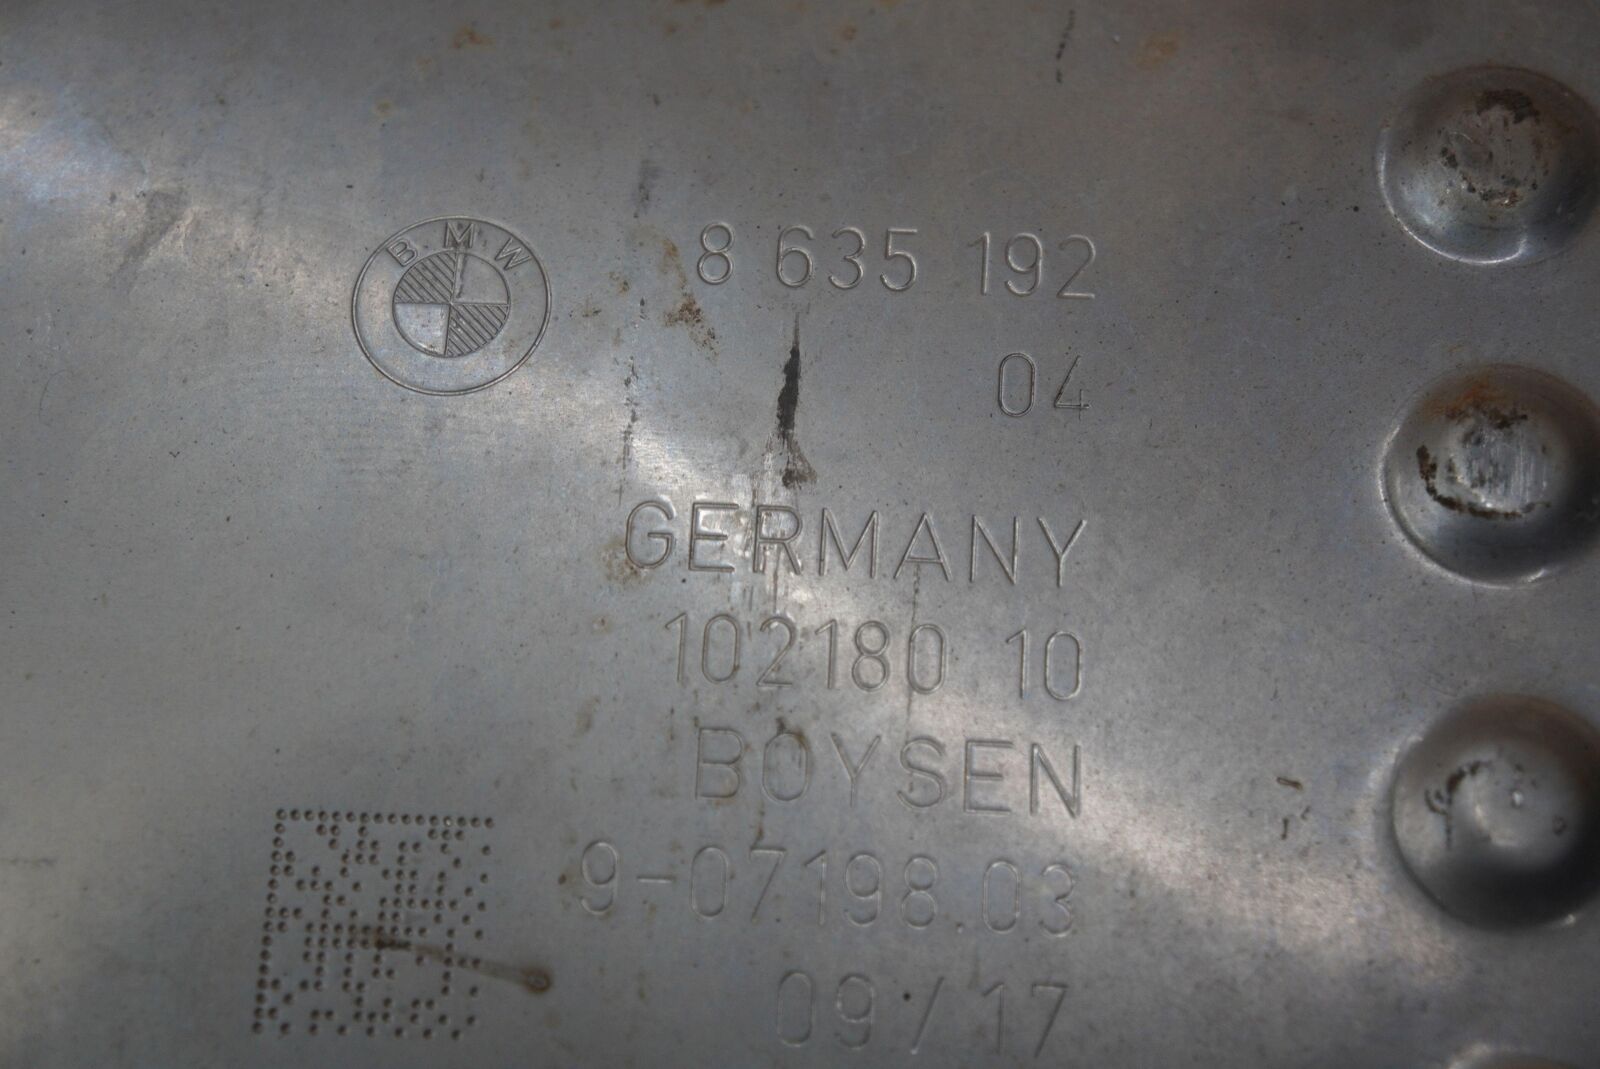 BMW
8 635 192
04
GERMANY
102180 10
BOYSEN
9-07198.03
09/17